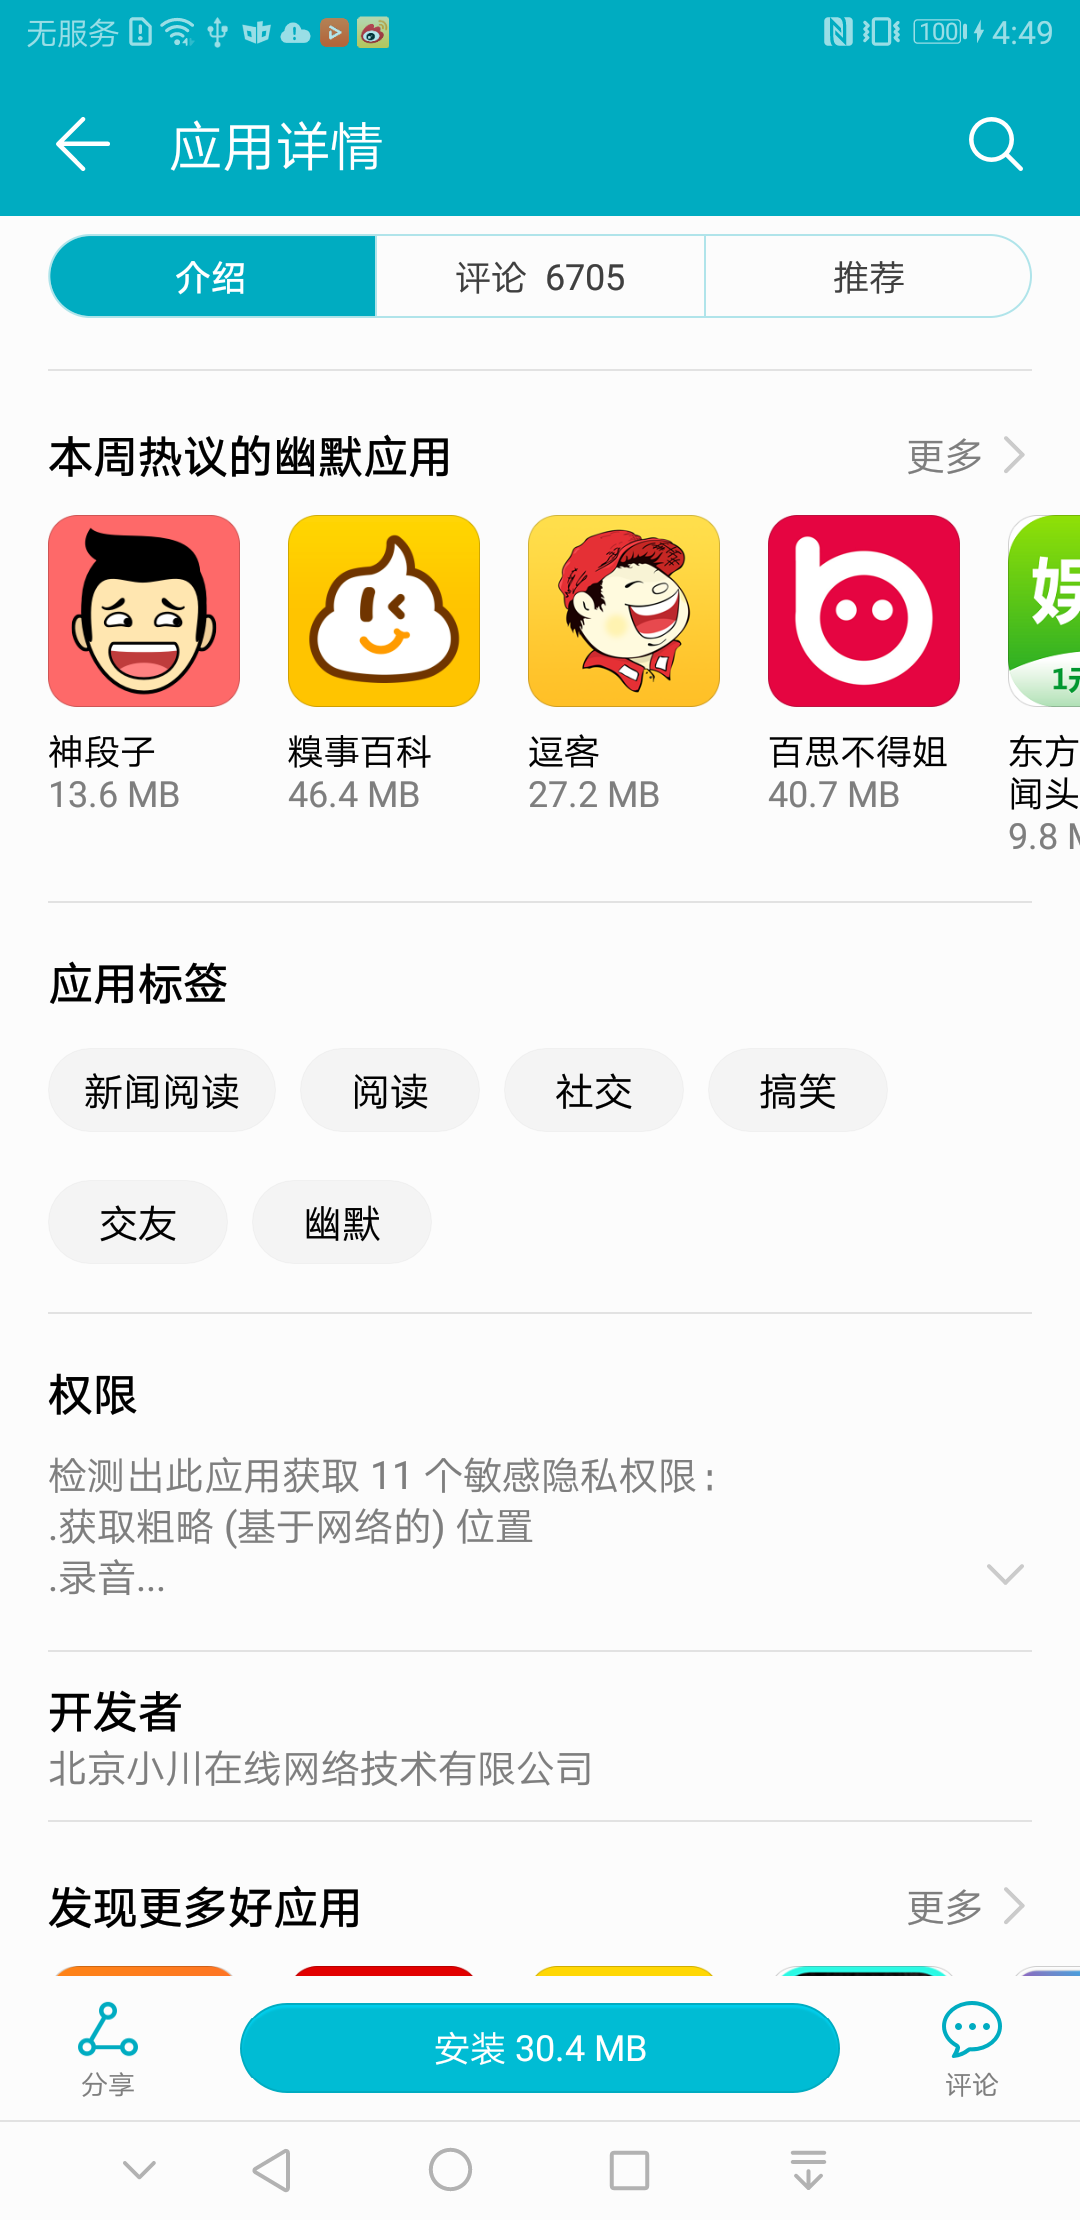 无服务
100
4:49
应用详情
介绍
评论 6705
推荐
本周热议的幽默应用
更多
神段子
13.6 MB
糗事百科
46.4 MB
逗客
27.2 MB
百思不得姐
40.7 MB
娱
东方
闻头
9.8
应用标签
新闻阅读
阅读
社交
搞笑
交友
幽默
权限
检测出此应用获取 11 个敏感隐私权限：
.获取粗略 (基于网络的) 位置
.录音...
开发者
北京小川在线网络技术有限公司
发现更多好应用
更多
分享
安装 30.4 MB
评论